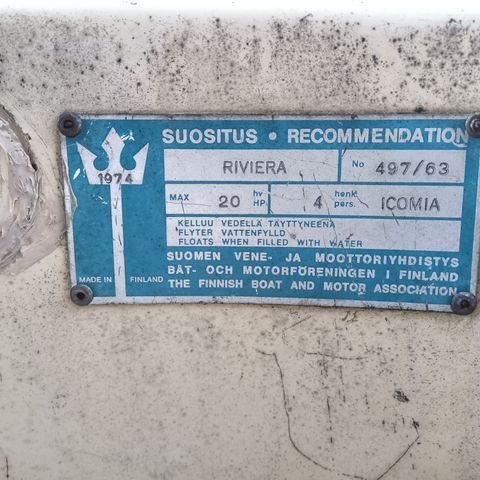 SUOSITUS • RECOMMENDATION
1974
RIVIERA No 497/63
MAX 20 hv HP 4 henk pers. ICOMIA
KELLUU VEDELLÄ TÄYTTYNEENÄ
FLYTER VATTENFYLLD
FLOATS WHEN FILLED WITH WATER
SUOMEN VENE- JA MOOTTORIYHDISTYS
BÅT- OCH MOTORFÖRENINGEN I FINLAND
THE FINNISH BOAT AND MOTOR ASSOCIATION
MADE IN FINLAND